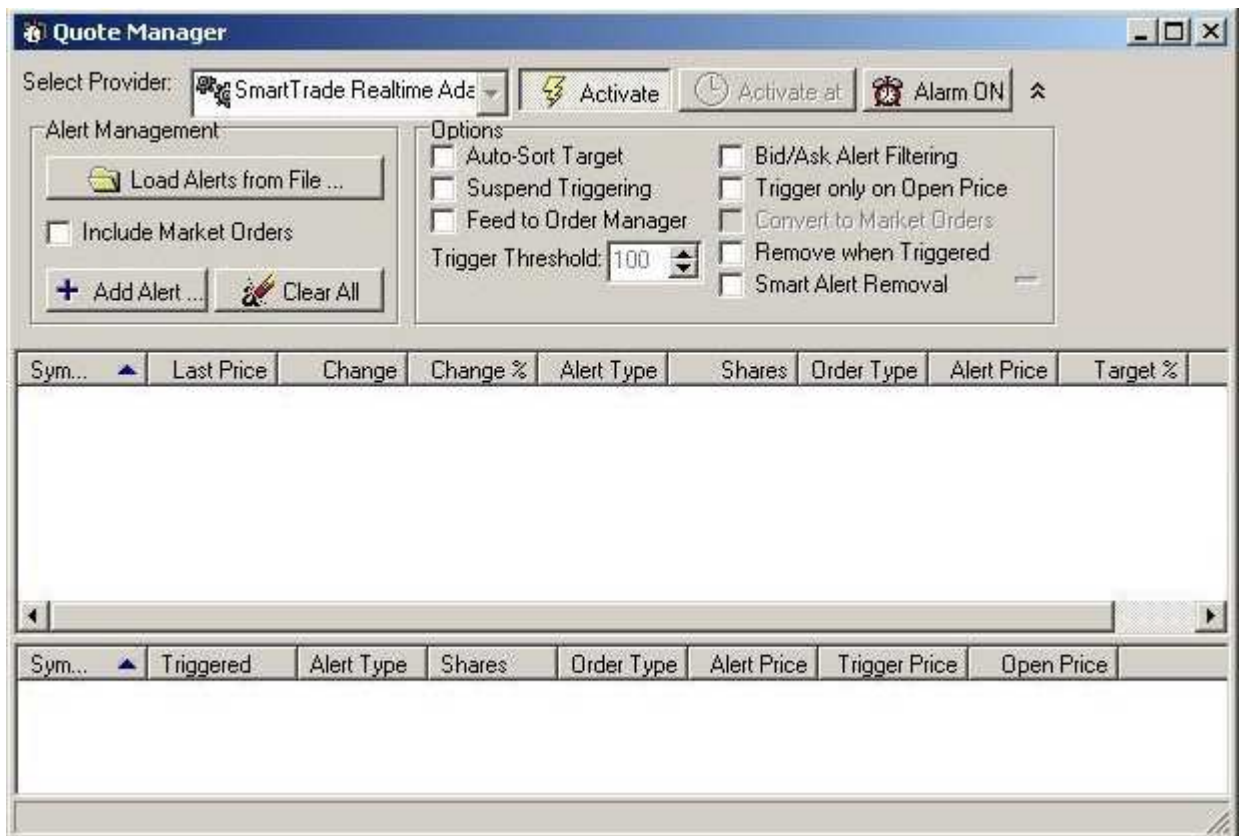 Quote Manager
Select Provider: SmartTrade Realtime Ada Activate Activate at Alarm ON
Alert Management
Load Alerts from File ...
Include Market Orders
Add Alert ... Clear All
Options
Auto-Sort Target Bid/Ask Alert Filtering
Suspend Triggering Trigger only on Open Price
Feed to Order Manager Convert to Market Orders
Trigger Threshold: 100 Remove when Triggered
Smart Alert Removal
Sym... Last Price Change Change % Alert Type Shares Order Type Alert Price Target %
Sym... Triggered Alert Type Shares Order Type Alert Price Trigger Price Open Price